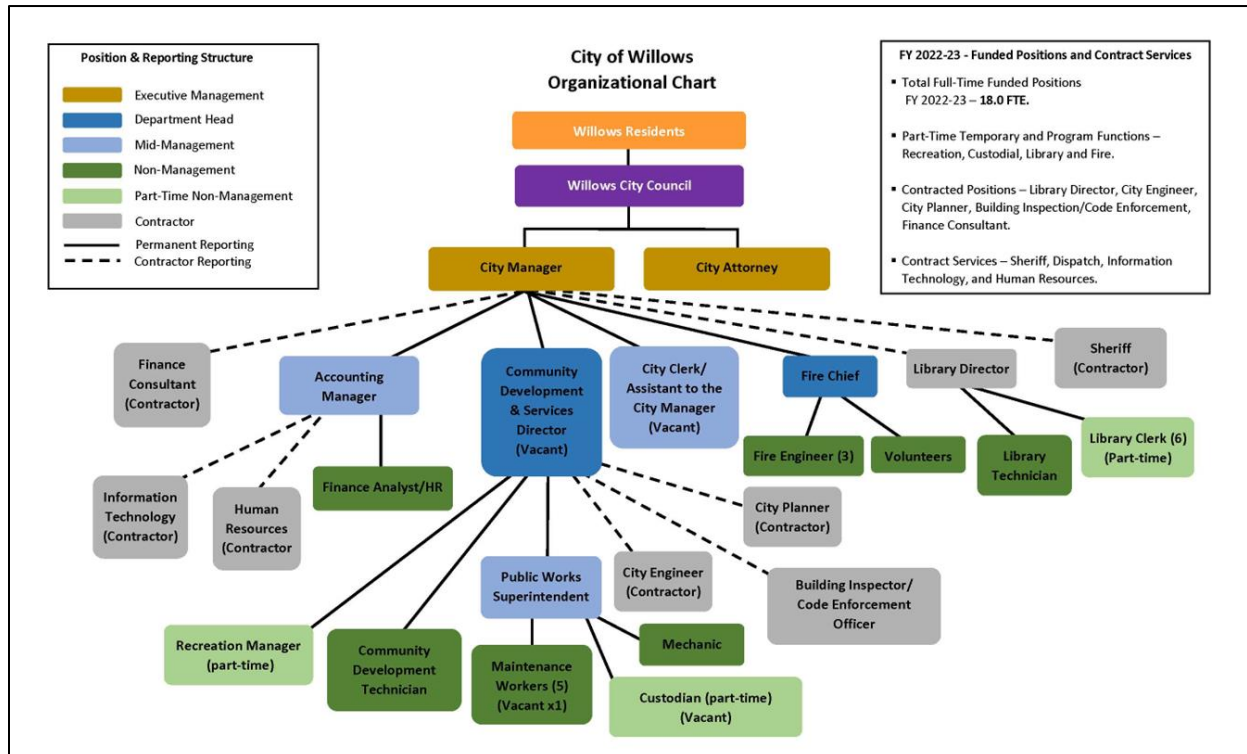 Position & Reporting Structure
Executive Management
Department Head
Mid-Management
Non-Management
Part-Time Non-Management
Contractor
Permanent Reporting
Contractor Reporting
City of Willows
Organizational Chart
FY 2022-23 - Funded Positions and Contract Services
▪ Total Full-Time Funded Positions
FY 2022-23 – 18.0 FTE.
▪ Part-Time Temporary and Program Functions –
Recreation, Custodial, Library and Fire.
▪ Contracted Positions – Library Director, City Engineer,
City Planner, Building Inspection/Code Enforcement,
Finance Consultant.
▪ Contract Services – Sheriff, Dispatch, Information
Technology, and Human Resources.
Willows Residents
Willows City Council
City Manager
City Attorney
Finance
Consultant
(Contractor)
Accounting
Manager
Community
Development
& Services
Director
(Vacant)
City Clerk/
Assistant to the
City Manager
(Vacant)
Fire Chief
Library Director
Sheriff
(Contractor)
Information
Technology
(Contractor)
Human
Resources
(Contractor
Finance Analyst/HR
Fire Engineer (3)
Volunteers
Library
Technician
Library Clerk (6)
(Part-time)
City Planner
(Contractor)
Public Works
Superintendent
City Engineer
(Contractor)
Building Inspector/
Code Enforcement
Officer
Recreation Manager
(part-time)
Community
Development
Technician
Maintenance
Workers (5)
(Vacant x1)
Mechanic
Custodian (part-time)
(Vacant)